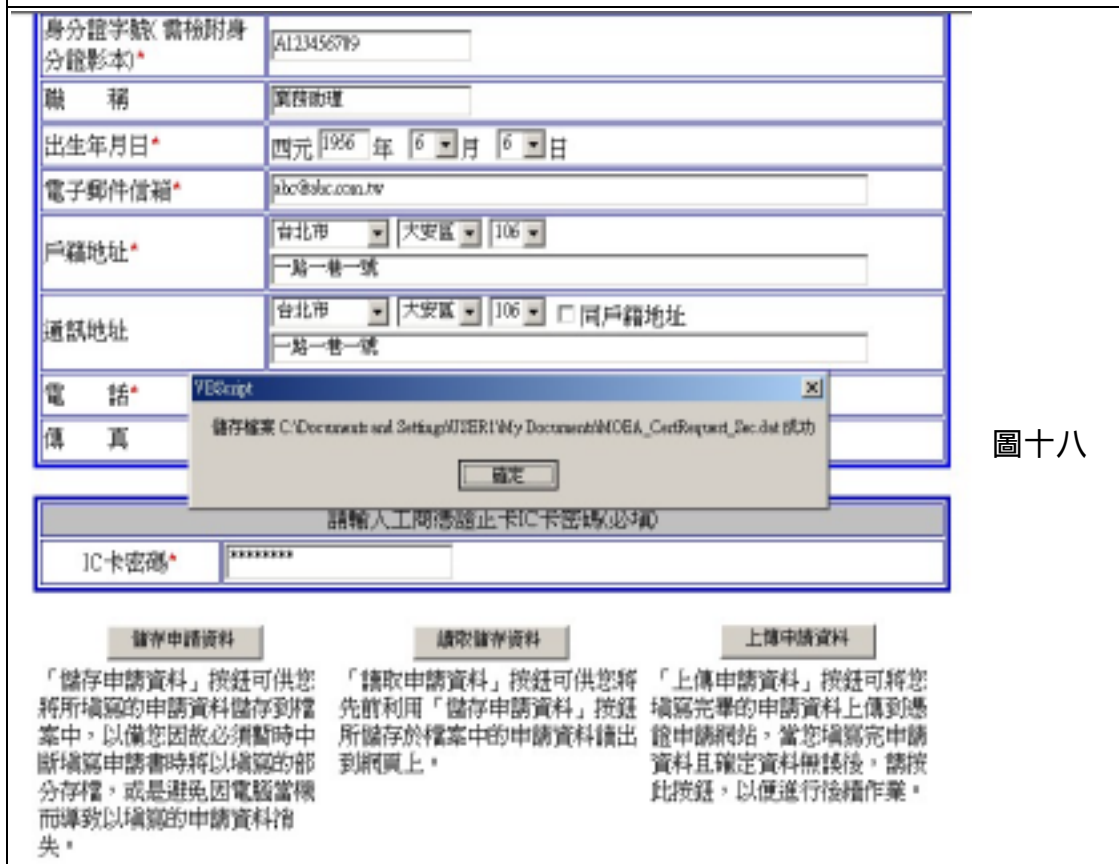 身分證字號( 需檢附身
分證影本)*
A123456789
職 稱
業務助理
出生年月日*
西元 1956 年 6 月 6 日
電子郵件信箱*
abc@abc.com.tw
戶籍地址*
台北市 大安區 106
一路一巷一號
通訊地址
台北市 大安區 106 同戶籍地址
一路一巷一號
電 話*
傳 真
VBScript
儲存檔案 C:\Documents and Settings\USER1\My Documents\MOEA_CertRequest_Sec.dat 成功
確定
圖十八
請輸入工商憑證正卡IC卡密碼(必填)
IC卡密碼*
********
儲存申請資料
讀取儲存資料
上傳申請資料
「儲存申請資料」按鈕可供您
將所填寫的申請資料儲存到檔
案中，以備您因故必須暫時中
斷填寫申請書時將以填寫的部
分存檔，或是避免因電腦當機
而導致以填寫的申請資料消
失。
「讀取申請資料」按鈕可供您將
先前利用「儲存申請資料」按鈕
所儲存於檔案中的申請資料讀出
到網頁上。
「上傳申請資料」按鈕可將您
填寫完畢的申請資料上傳到憑
證申請網站，當您填寫完申請
資料且確定資料無誤後，請按
此按鈕，以便進行後續作業。